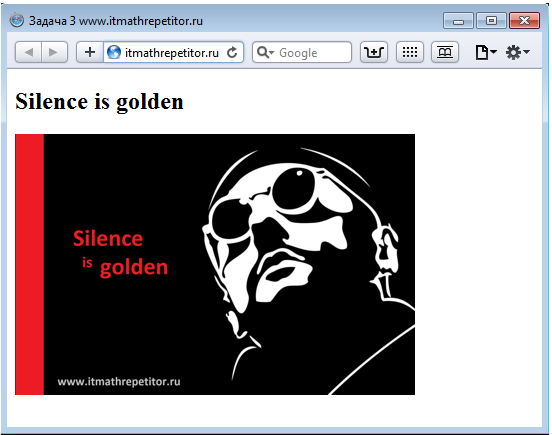 Задача 3 www.itmathrepetitor.ru
itmathrepetitor.ru
Google
Silence is golden
Silence
is golden
www.itmathrepetitor.ru